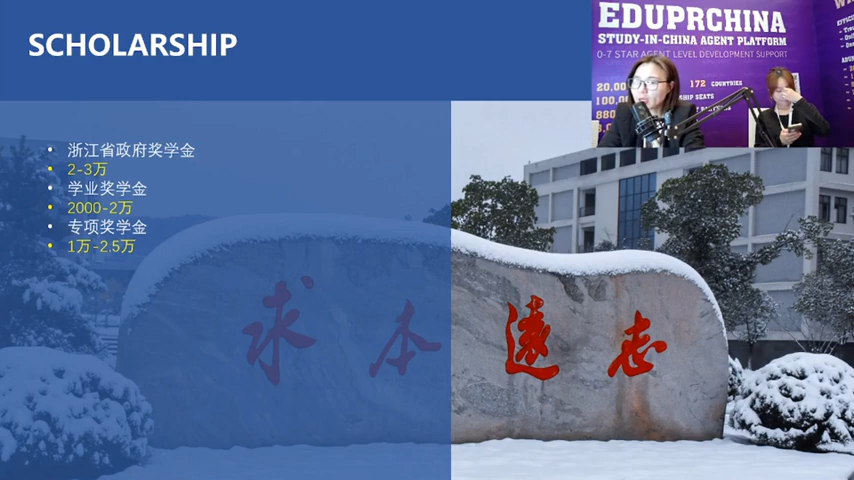 SCHOLARSHIP
浙江省政府奖学金
2-3万
学业奖学金
2000-2万
专项奖学金
1万-2.5万
求本遠志
EDUPRCHINA
STUDY-IN-CHINA AGENT PLATFORM
0-7 STAR AGENT LEVEL DEVELOPMENT SUPPORT
172 COUNTRIES